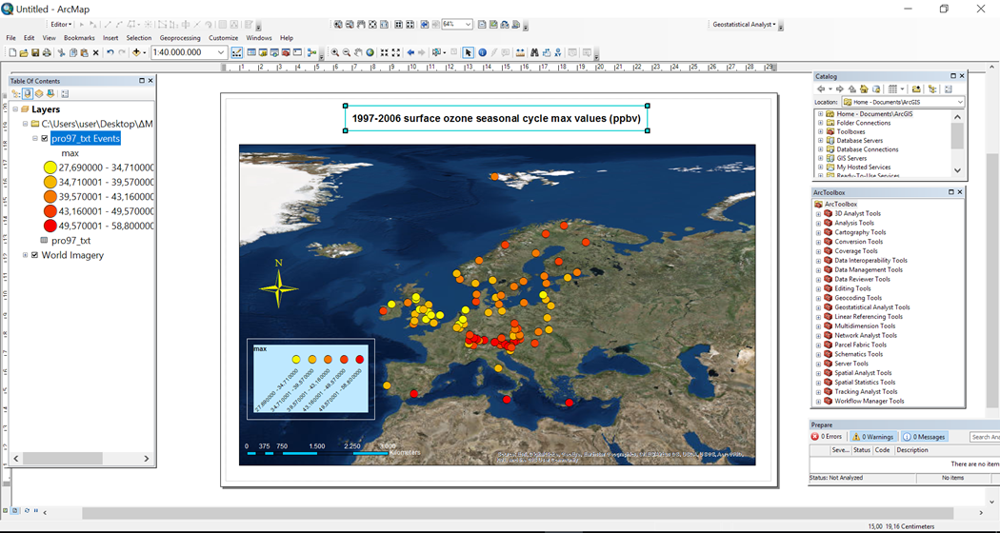 Untitled - ArcMap
Editor
64%
Geostatistical Analyst
File Edit View Bookmarks Insert Selection Geoprocessing Customize Windows Help
1:40.000.000
Table Of Contents
Layers
C:\Users\user\Desktop\ΔΜ
pro97_txt Events
max
27,690000 - 34,710000
34,710001 - 39,570000
39,570001 - 43,160000
43,160001 - 49,570000
49,570001 - 58,800000
pro97_txt
World Imagery
1997-2006 surface ozone seasonal cycle max values (ppbv)
N
max
27,690000 - 34,710000
34,710001 - 39,570000
39,570001 - 43,160000
43,160001 - 49,570000
49,570001 - 58,800000
0 375 750 1.500 2.250 3.000
Kilometers
Catalog
Location: Home - Documents\ArcGIS
Home - Documents\ArcGIS
Folder Connections
Toolboxes
Database Servers
Database Connections
GIS Servers
My Hosted Services
Ready-To-Use Services
ArcToolbox
ArcToolbox
3D Analyst Tools
Analysis Tools
Cartography Tools
Conversion Tools
Coverage Tools
Data Interoperability Tools
Data Management Tools
Data Reviewer Tools
Editing Tools
Geocoding Tools
Geostatistical Analyst Tools
Linear Referencing Tools
Multidimension Tools
Network Analyst Tools
Parcel Fabric Tools
Schematics Tools
Server Tools
Spatial Analyst Tools
Spatial Statistics Tools
Tracking Analyst Tools
Workflow Manager Tools
Prepare
0 Errors 0 Warnings 0 Messages Search Ana
Seve... Status Code Description
There are no item
Status: Not Analyzed No items
15,00 19,16 Centimeters